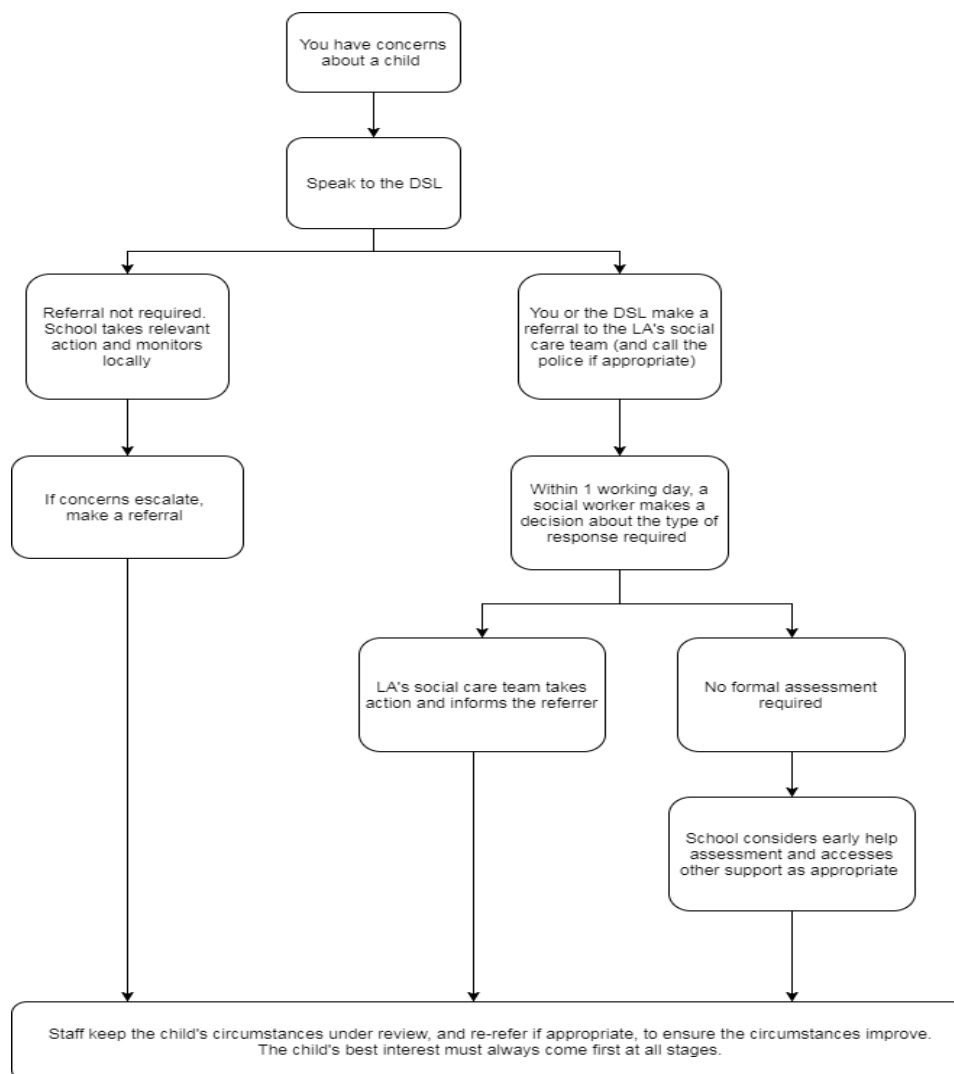 You have concerns
about a child
Speak to the DSL
Referral not required.
School takes relevant
action and monitors
locally
You or the DSL make a
referral to the LA's social
care team (and call the
police if appropriate)
If concerns escalate,
make a referral
Within 1 working day, a
social worker makes a
decision about the type of
response required
LA's social care team takes
action and informs the referrer
No formal assessment
required
School considers early help
assessment and accesses
other support as appropriate
Staff keep the child's circumstances under review, and re-refer if appropriate, to ensure the circumstances improve.
The child's best interest must always come first at all stages.